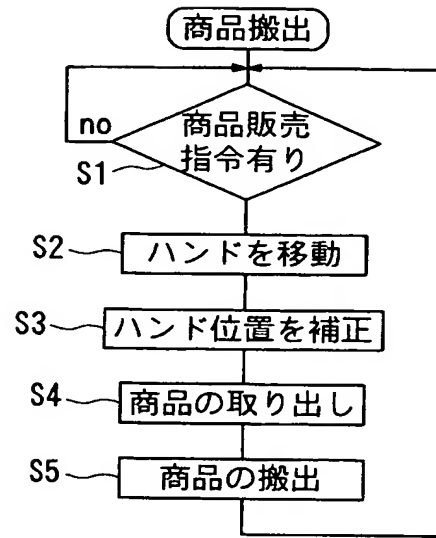 商品搬出
no
商品販売
指令有り
S1
S2
ハンドを移動
S3
ハンド位置を補正
S4
商品の取り出し
S5
商品の搬出